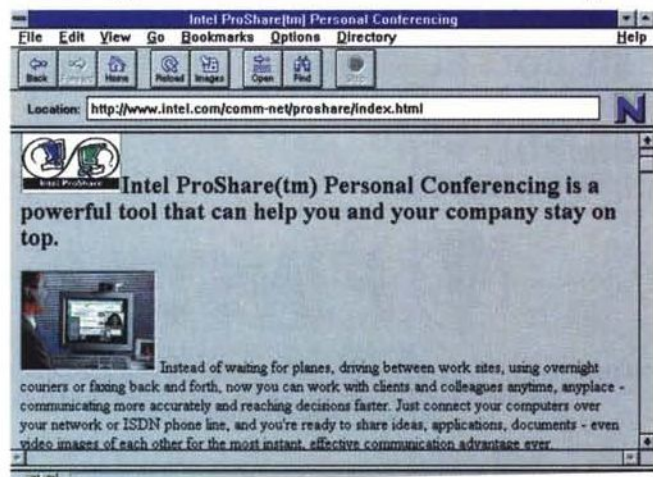 Intel ProShare[tm] Personal Conferencing
File Edit View Go Bookmarks Options Directory Help
Back Forward Home Reload Images Open Find Stop
Location: http://www.intel.com/comm-net/proshare/index.html
N
Intel ProShare
Intel ProShare(tm) Personal Conferencing is a
powerful tool that can help you and your company stay on
top.
Instead of waiting for planes, driving between work sites, using overnight
couriers or faxing back and forth, now you can work with clients and colleagues anytime, anyplace -
communicating more accurately and reaching decisions faster. Just connect your computers over
your network or ISDN phone line, and you're ready to share ideas, applications, documents - even
video images of each other for the most instant, effective communication advantage ever.